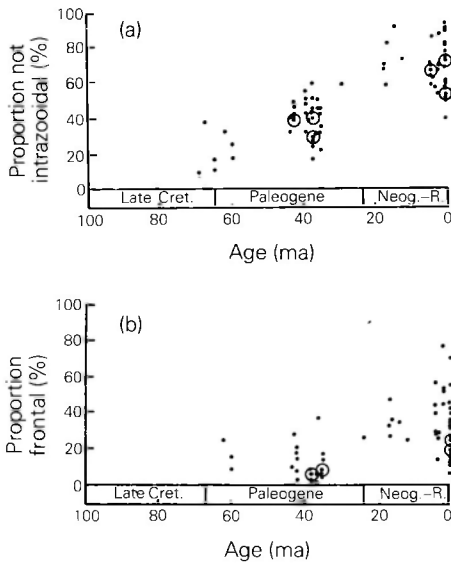 (a)
Proportion not
intrazooidal (%)
100
80
60
40
20
0
Late Cret. Paleogene Neog.–R.
100 80 60 40 20 0
Age (ma)
(b)
Proportion
frontal (%)
100
80
60
40
20
0
Late Cret. Paleogene Neog.–R.
100 80 60 40 20 0
Age (ma)